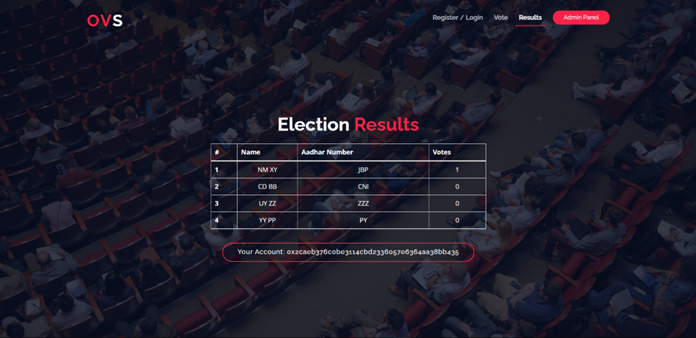 OVS
Register / Login Vote Results Admin Panel
Election Results
# Name Aadhar Number Votes
1 NM XY JBP 1
2 CD BB CNI 0
3 UY ZZ ZZZ 0
4 YY PP PY 0
Your Account: 0x2ca0b376c0be3114cbd2336057e6364aa38bb435